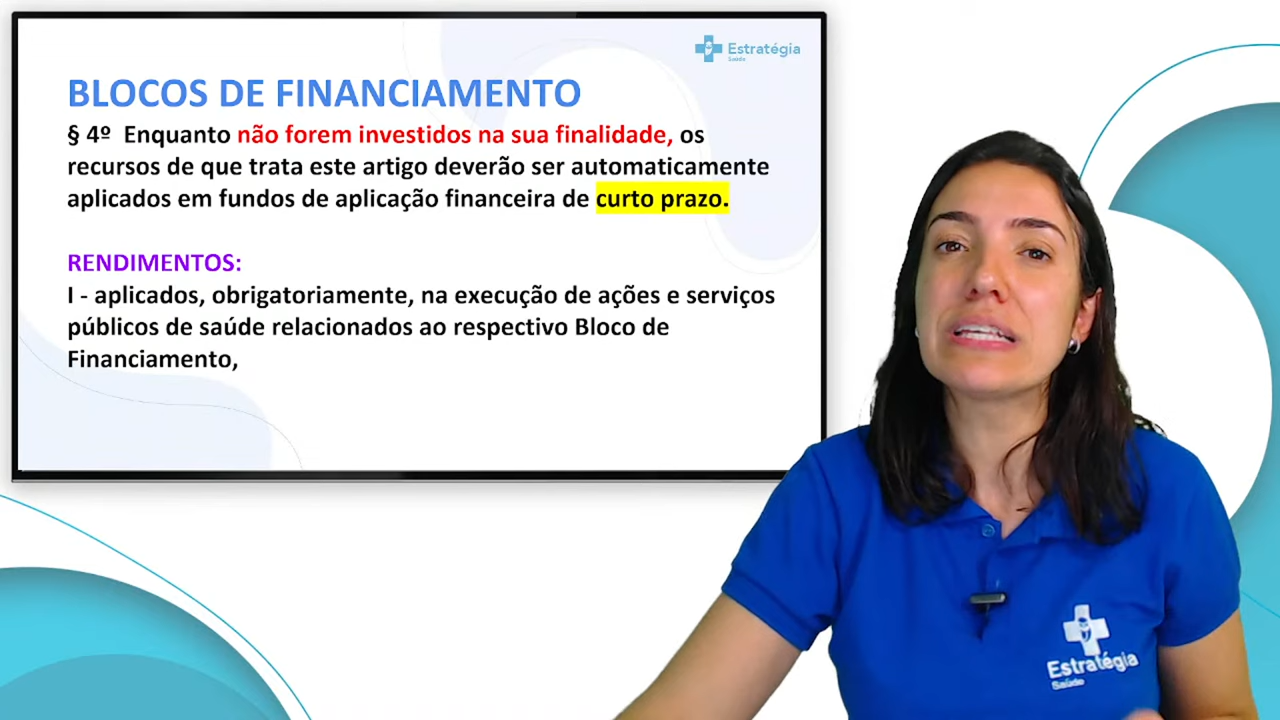 Estratégia
Saúde
BLOCOS DE FINANCIAMENTO
§ 4º Enquanto não forem investidos na sua finalidade, os
recursos de que trata este artigo deverão ser automaticamente
aplicados em fundos de aplicação financeira de curto prazo.
RENDIMENTOS:
I - aplicados, obrigatoriamente, na execução de ações e serviços
públicos de saúde relacionados ao respectivo Bloco de
Financiamento,
Estratégia
Saúde